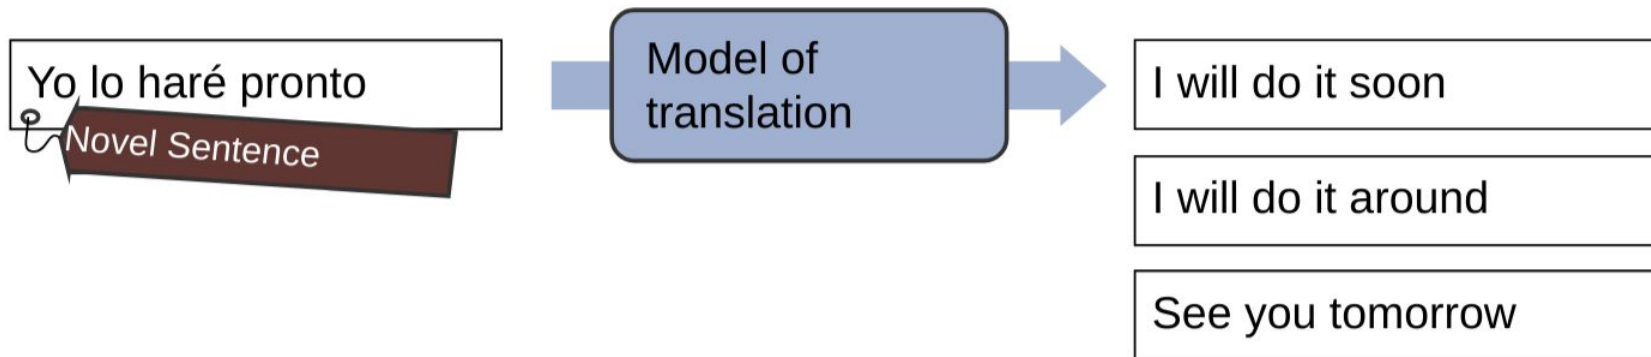 Yo lo haré pronto
Novel Sentence
Model of
translation
I will do it soon
I will do it around
See you tomorrow